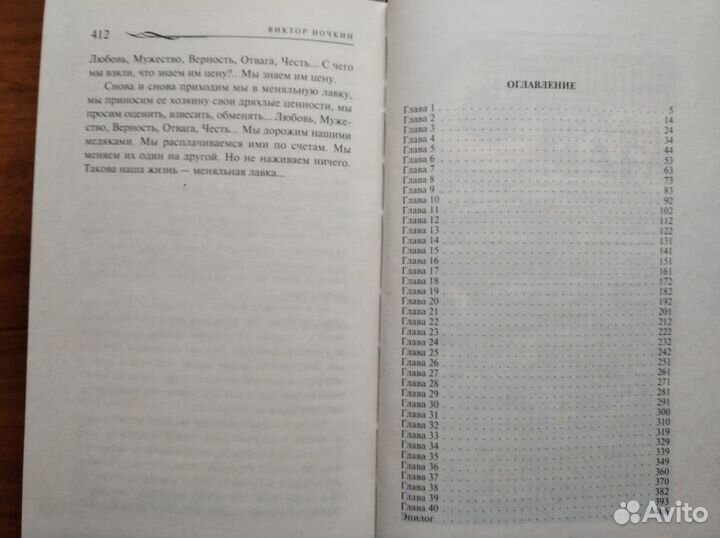 412 ВИКТОР НОЧКИН
Любовь, Мужество, Верность, Отвага, Честь... С чего
мы взяли, что знаем им цену?.. Мы знаем им цену.
Снова и снова приходим мы в меняльную лавку,
мы приносим ее хозяину свои дряхлые ценности, мы
просим оценить, взвесить, обменять... Любовь, Муже-
ство, Верность, Отвага, Честь... Мы дорожим нашими
медяками. Мы расплачиваемся ими по счетам. Мы
меняем их один на другой. Но не наживаем ничего.
Такова наша жизнь — меняльная лавка...
ОГЛАВЛЕНИЕ
Глава 1 5
Глава 2 14
Глава 3 24
Глава 4 34
Глава 5 44
Глава 6 53
Глава 7 63
Глава 8 73
Глава 9 83
Глава 10 92
Глава 11 102
Глава 12 112
Глава 13 122
Глава 14 131
Глава 15 141
Глава 16 151
Глава 17 161
Глава 18 172
Глава 19 182
Глава 20 192
Глава 21 201
Глава 22 212
Глава 23 222
Глава 24 232
Глава 25 242
Глава 26 251
Глава 27 261
Глава 28 271
Глава 29 281
Глава 30 291
Глава 31 300
Глава 32 310
Глава 33 319
Глава 34 329
Глава 35 339
Глава 36 349
Глава 37 360
Глава 38 370
Глава 39 382
Глава 40 393
Эпилог
Avito